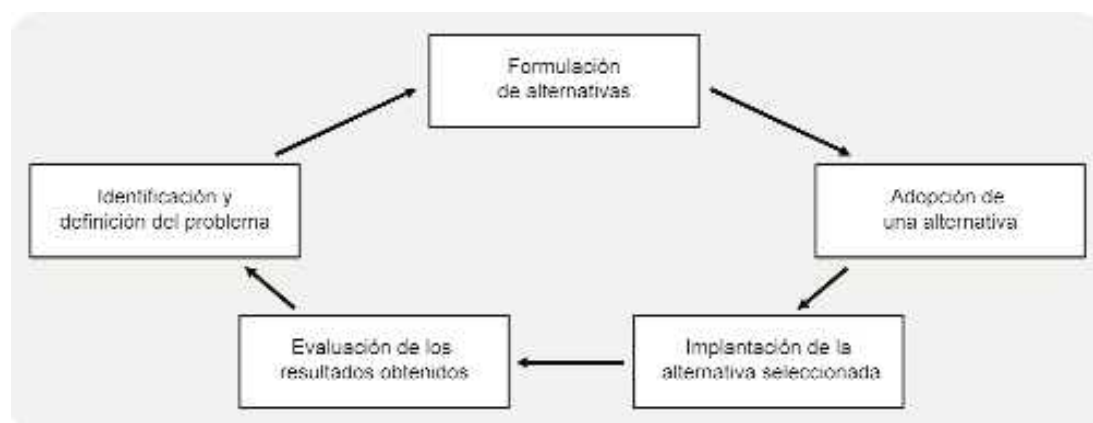 Formulación
de alternativas
Identificación y
definición del problema
Adopción de
una alternativa
Evaluación de los
resultados obtenidos
Implantación de la
alternativa seleccionada